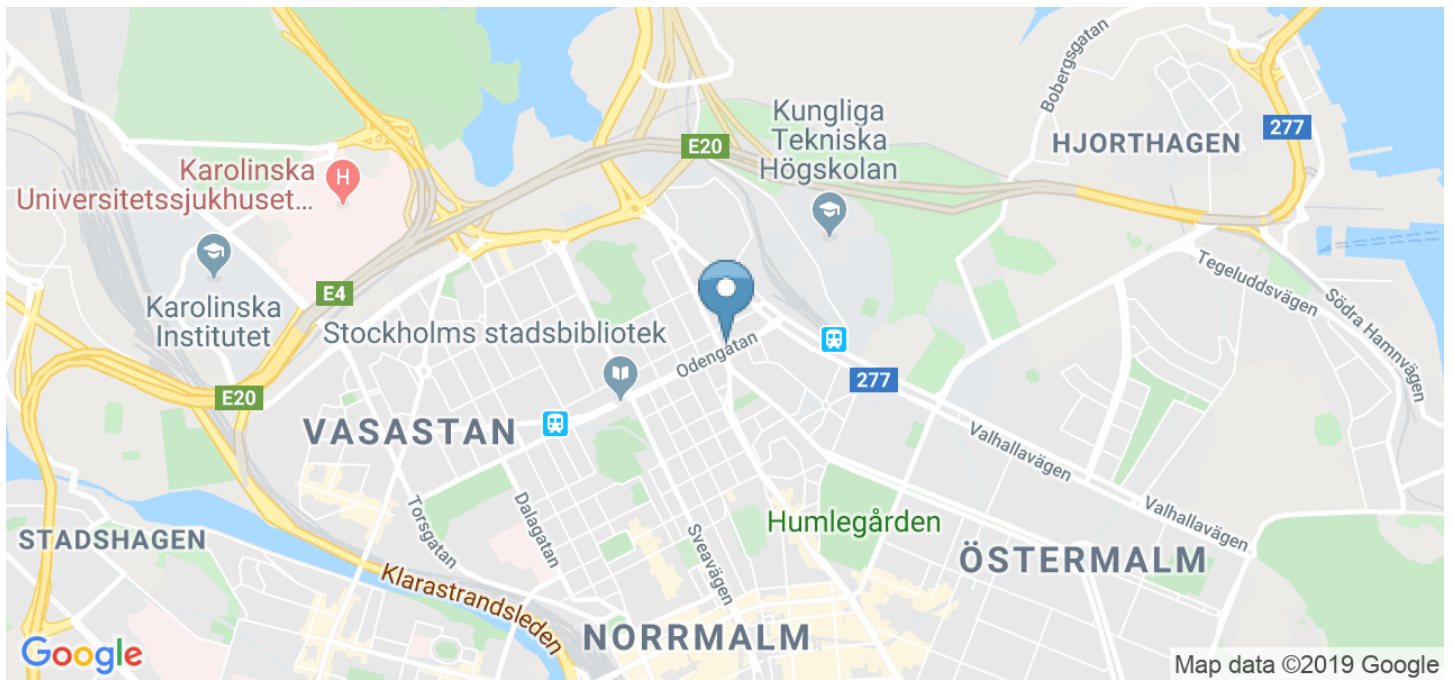 Bobergsgatan
Kungliga
Tekniska
Högskolan
HJORTHAGEN
277
E20
Karolinska
Universitetssjukhuset...
H
Karolinska
Institutet
E4
Stockholms stadsbibliotek
Odengatan
Tegeluddsvägen
Södra Hamnvägen
277
E20
VASASTAN
Valhallavägen
Valhallavägen
Torsgatan
Dalagatan
Sveavägen
Humlegården
STADSHAGEN
ÖSTERMALM
Klarastrandsleden
NORRMALM
Google
Map data ©2019 Google